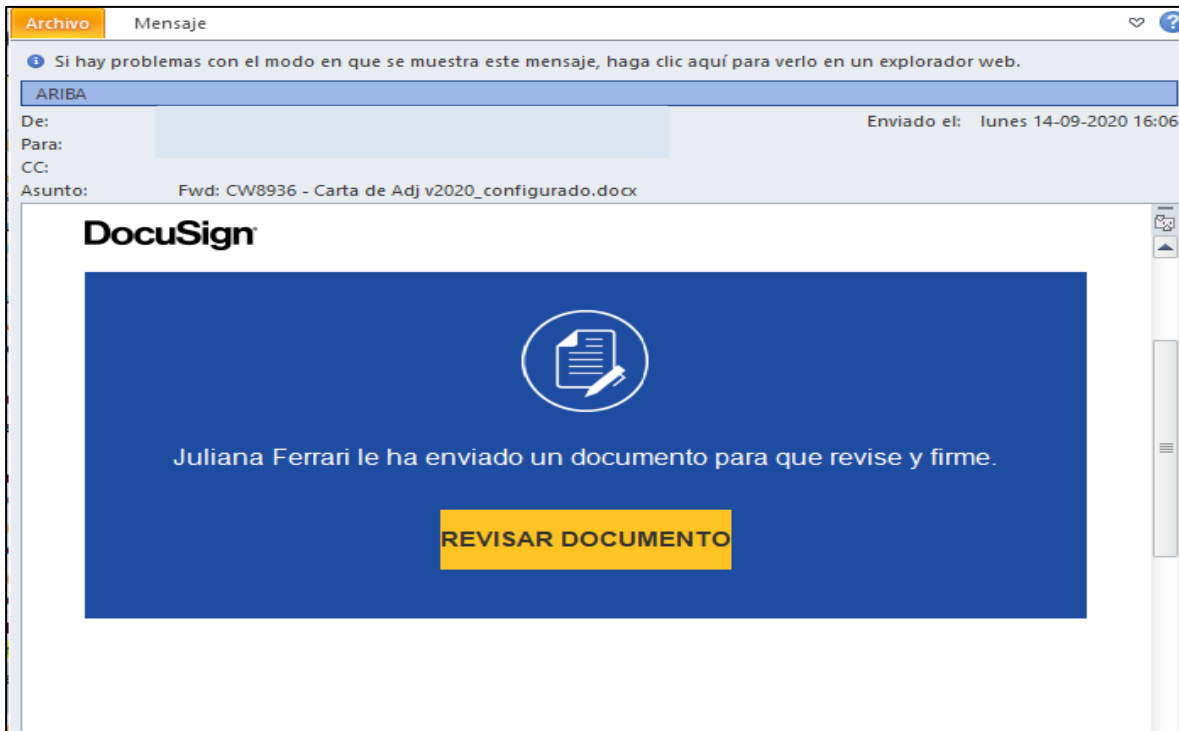 Archivo Mensaje
Si hay problemas con el modo en que se muestra este mensaje, haga clic aquí para verlo en un explorador web.
ARIBA
De: Enviado el: lunes 14-09-2020 16:06
Para:
CC:
Asunto: Fwd: CW8936 - Carta de Adj v2020_configurado.docx
DocuSign
Juliana Ferrari le ha enviado un documento para que revise y firme.
REVISAR DOCUMENTO